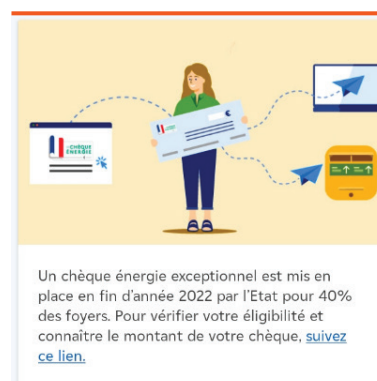 CHÈQUE
ÉNERGIE
Un chèque énergie exceptionnel est mis en
place en fin d'année 2022 par l'Etat pour 40%
des foyers. Pour vérifier votre éligibilité et
connaître le montant de votre chèque, suivez
ce lien.